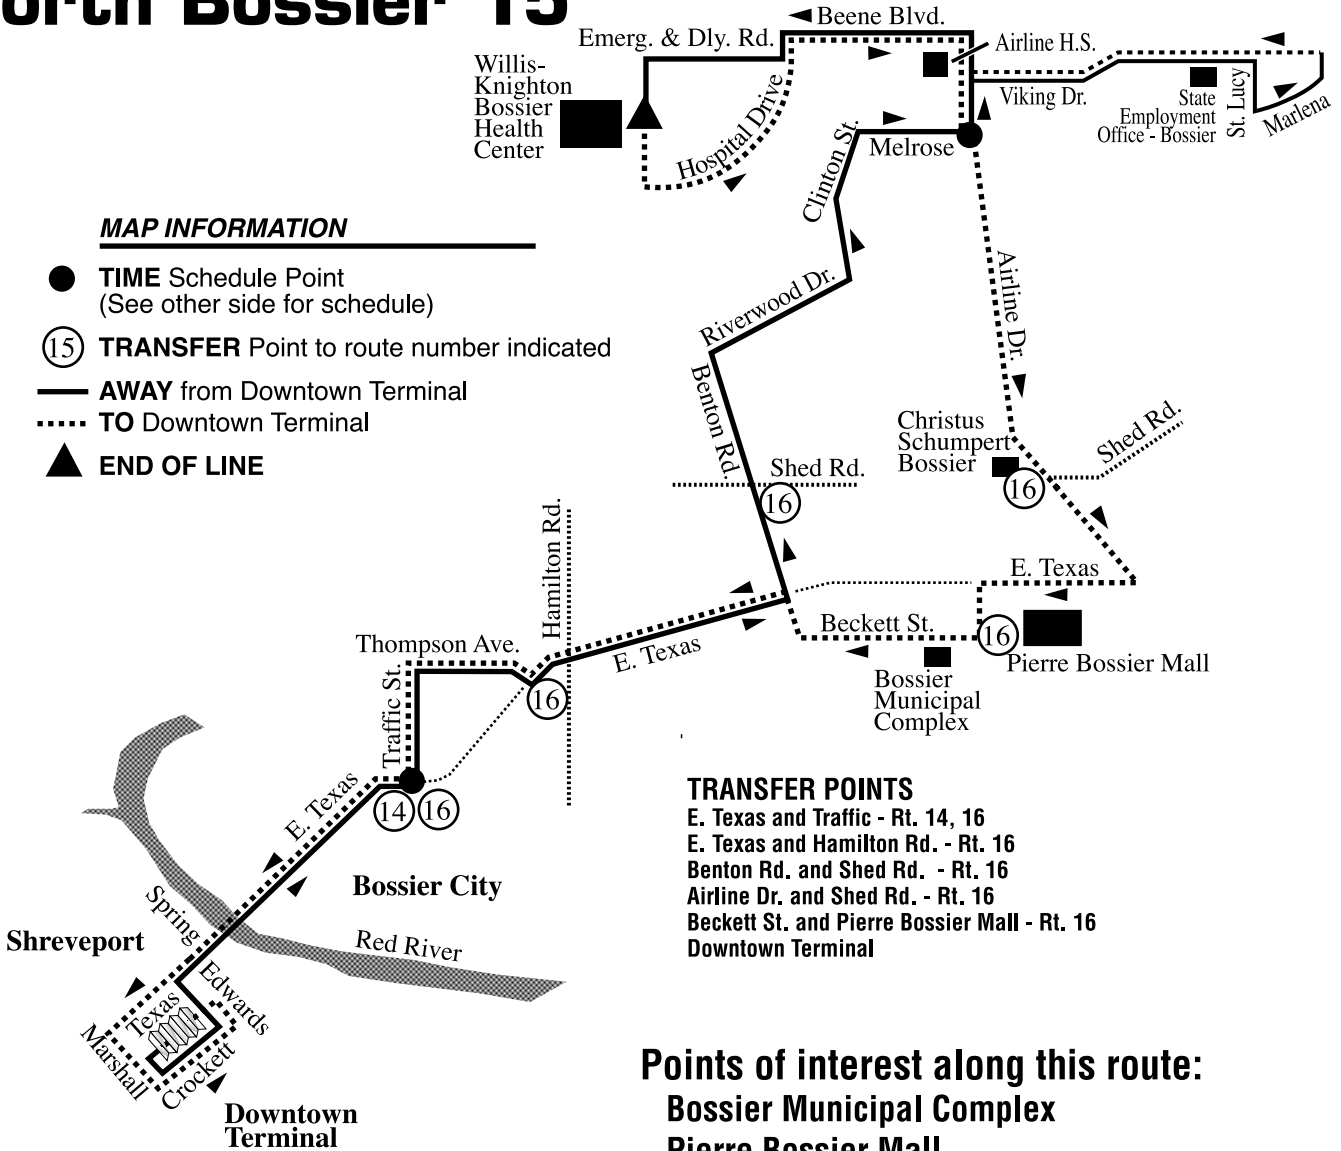 orth Bossier 15
Beene Blvd.
Emerg. & Dly. Rd.
Airline H.S.
Willis-
Knighton
Bossier
Health
Center
Hospital Drive
Viking Dr.
State
Employment
Office - Bossier
St. Lucy
Marlena
Clinton St.
Melrose
MAP INFORMATION
TIME Schedule Point
(See other side for schedule)
15 TRANSFER Point to route number indicated
AWAY from Downtown Terminal
TO Downtown Terminal
END OF LINE
Riverwood Dr.
Airline Dr.
Benton Rd.
Christus
Schumpert
Bossier
Shed Rd.
Shed Rd.
16
16
Hamilton Rd.
E. Texas
Beckett St.
16
Pierre Bossier Mall
Bossier
Municipal
Complex
Thompson Ave.
E. Texas
16
Traffic St.
14 16
E. Texas
Bossier City
Spring
Shreveport
Red River
Edwards
Texas
Marshall
Crockett
Downtown
Terminal
TRANSFER POINTS
E. Texas and Traffic - Rt. 14, 16
E. Texas and Hamilton Rd. - Rt. 16
Benton Rd. and Shed Rd. - Rt. 16
Airline Dr. and Shed Rd. - Rt. 16
Beckett St. and Pierre Bossier Mall - Rt. 16
Downtown Terminal
Points of interest along this route:
Bossier Municipal Complex
Pierre Bossier Mall